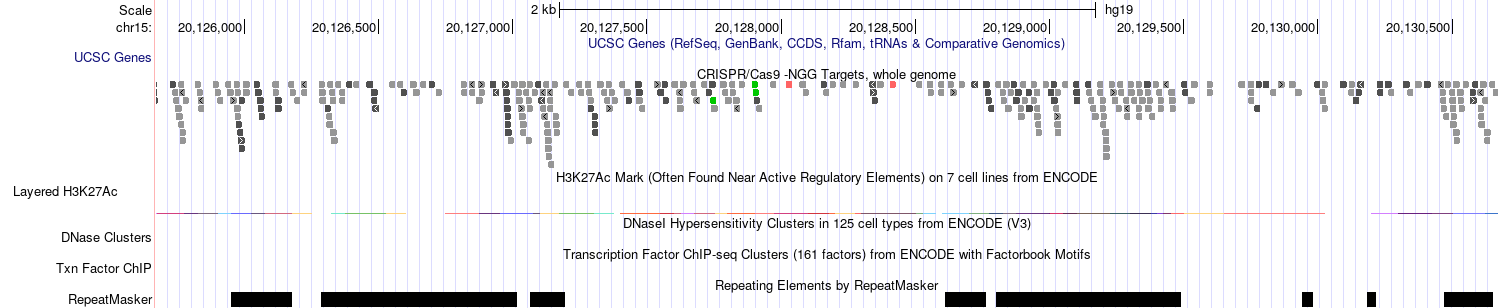 Scale 2 kb hg19
chr15: 20,126,000 20,126,500 20,127,000 20,127,500 20,128,000 20,128,500 20,129,000 20,129,500 20,130,000 20,130,500
UCSC Genes (RefSeq, GenBank, CCDS, Rfam, tRNAs & Comparative Genomics)
UCSC Genes
CRISPR/Cas9 -NGG Targets, whole genome
H3K27Ac Mark (Often Found Near Active Regulatory Elements) on 7 cell lines from ENCODE
Layered H3K27Ac
DNaseI Hypersensitivity Clusters in 125 cell types from ENCODE (V3)
DNase Clusters
Transcription Factor ChIP-seq Clusters (161 factors) from ENCODE with Factorbook Motifs
Txn Factor ChIP
Repeating Elements by RepeatMasker
RepeatMasker